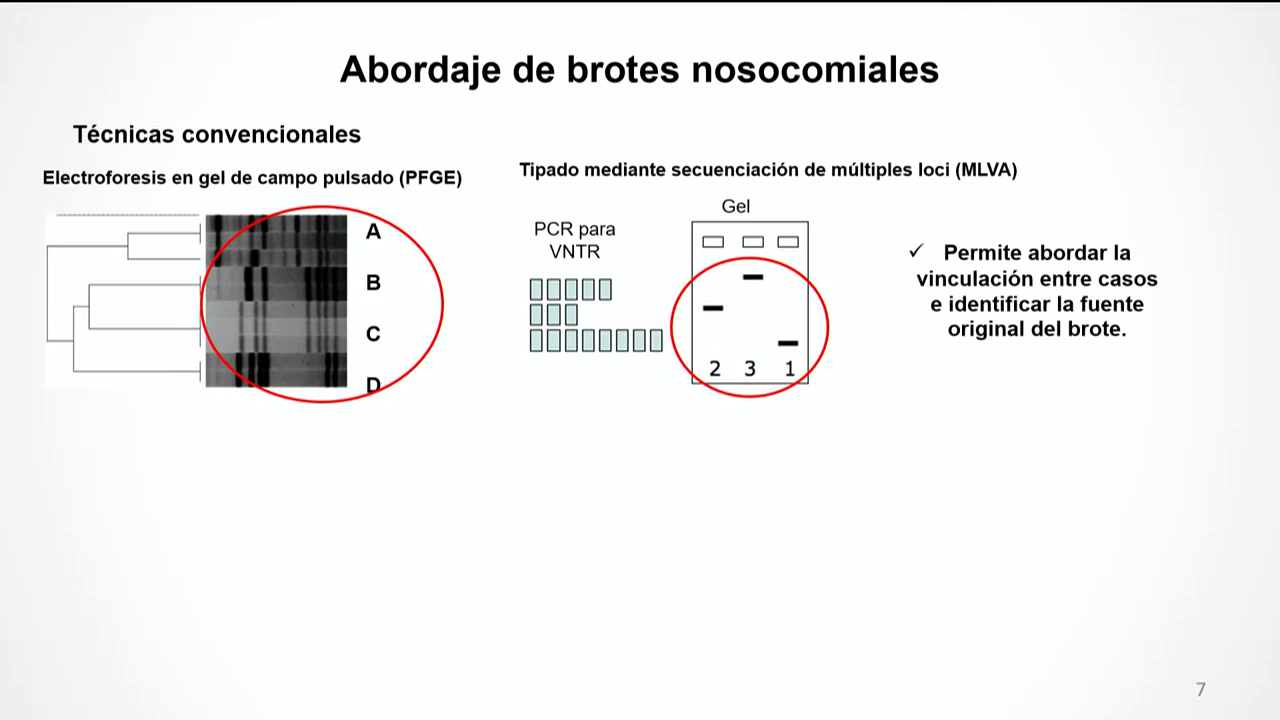 Abordaje de brotes nosocomiales
Técnicas convencionales
Electroforesis en gel de campo pulsado (PFGE)
A
B
C
D
Tipado mediante secuenciación de múltiples loci (MLVA)
PCR para
VNTR
Gel
2 3 1
✓ Permite abordar la
vinculación entre casos
e identificar la fuente
original del brote.
7